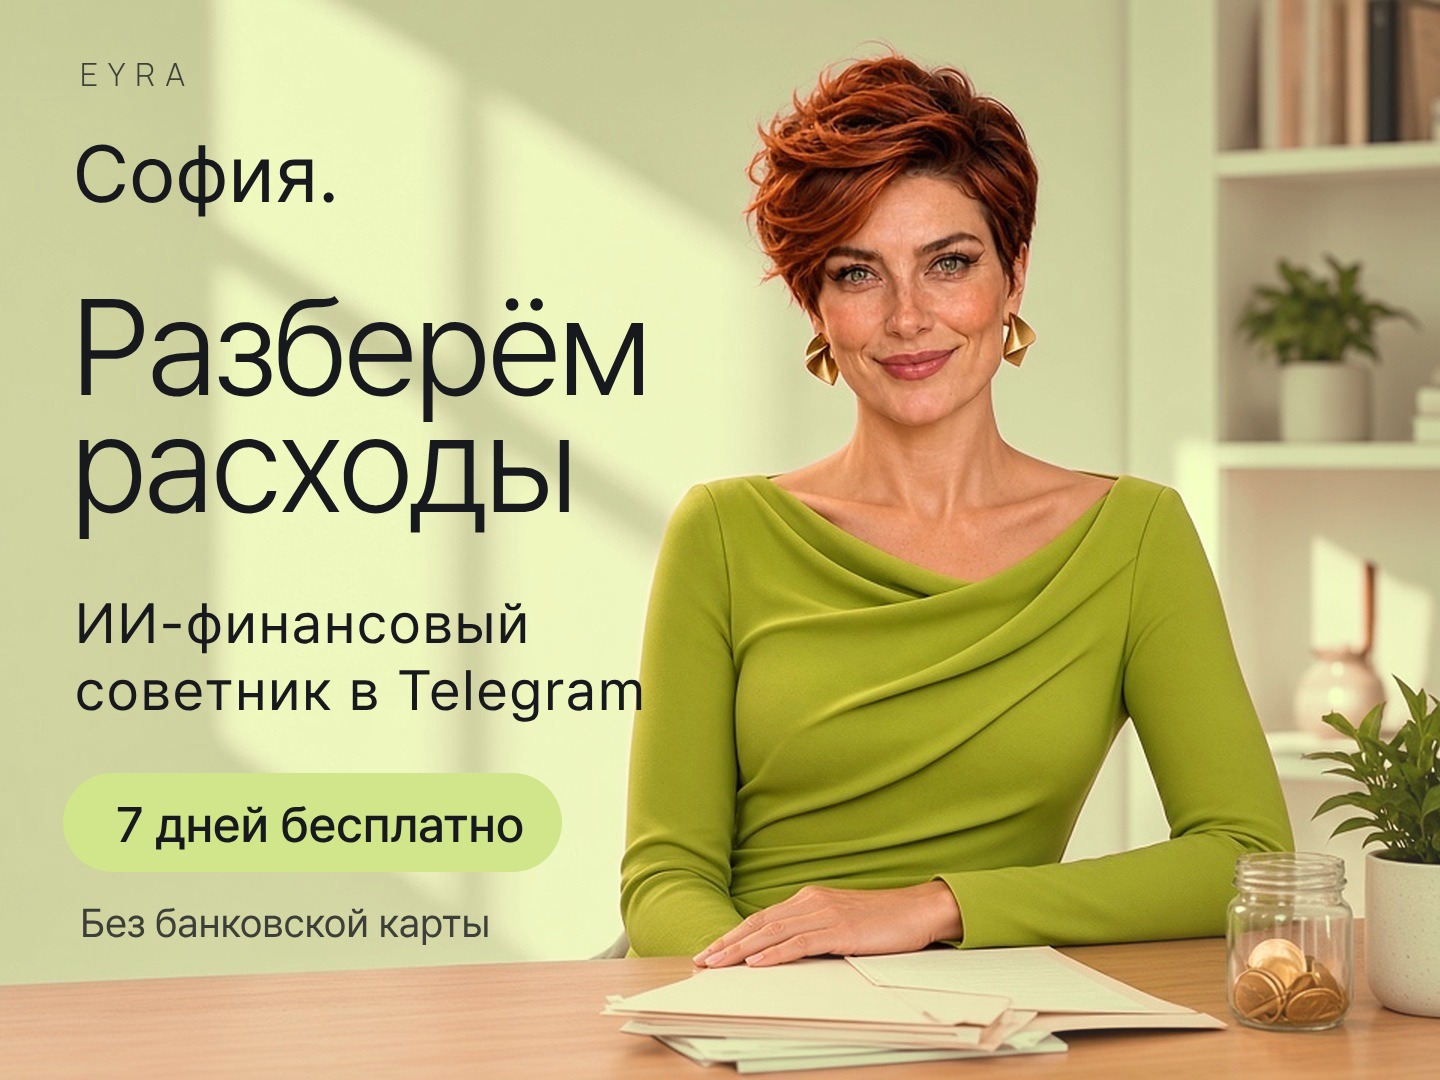 EYRA
София.
Разберём
расходы
ИИ-финансовый
советник в Telegram
7 дней бесплатно
Без банковской карты